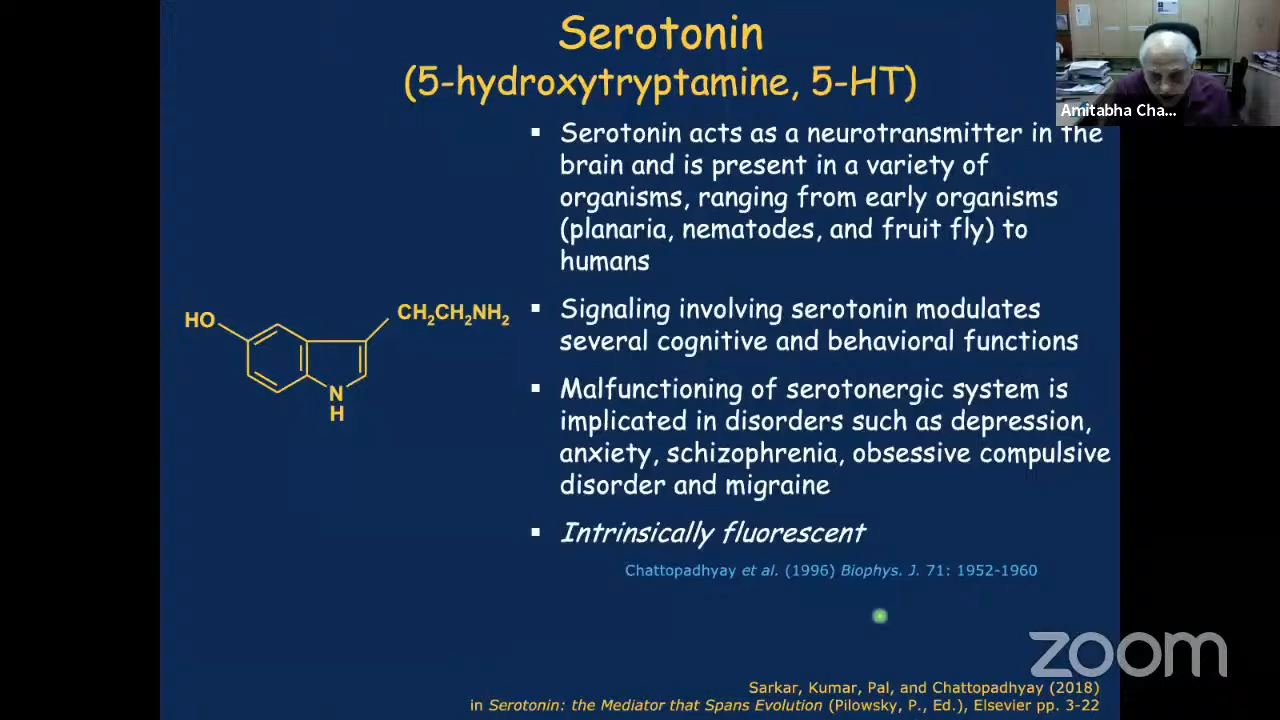 Serotonin
(5-hydroxytryptamine, 5-HT)
Amitabha Cha...
▪ Serotonin acts as a neurotransmitter in the
brain and is present in a variety of
organisms, ranging from early organisms
(planaria, nematodes, and fruit fly) to
humans
▪ Signaling involving serotonin modulates
several cognitive and behavioral functions
▪ Malfunctioning of serotonergic system is
implicated in disorders such as depression,
anxiety, schizophrenia, obsessive compulsive
disorder and migraine
▪ Intrinsically fluorescent
Chattopadhyay et al. (1996) Biophys. J. 71: 1952-1960
HO
CH₂CH₂NH₂
N
H
zoom
Sarkar, Kumar, Pal, and Chattopadhyay (2018)
in Serotonin: the Mediator that Spans Evolution (Pilowsky, P., Ed.), Elsevier pp. 3-22